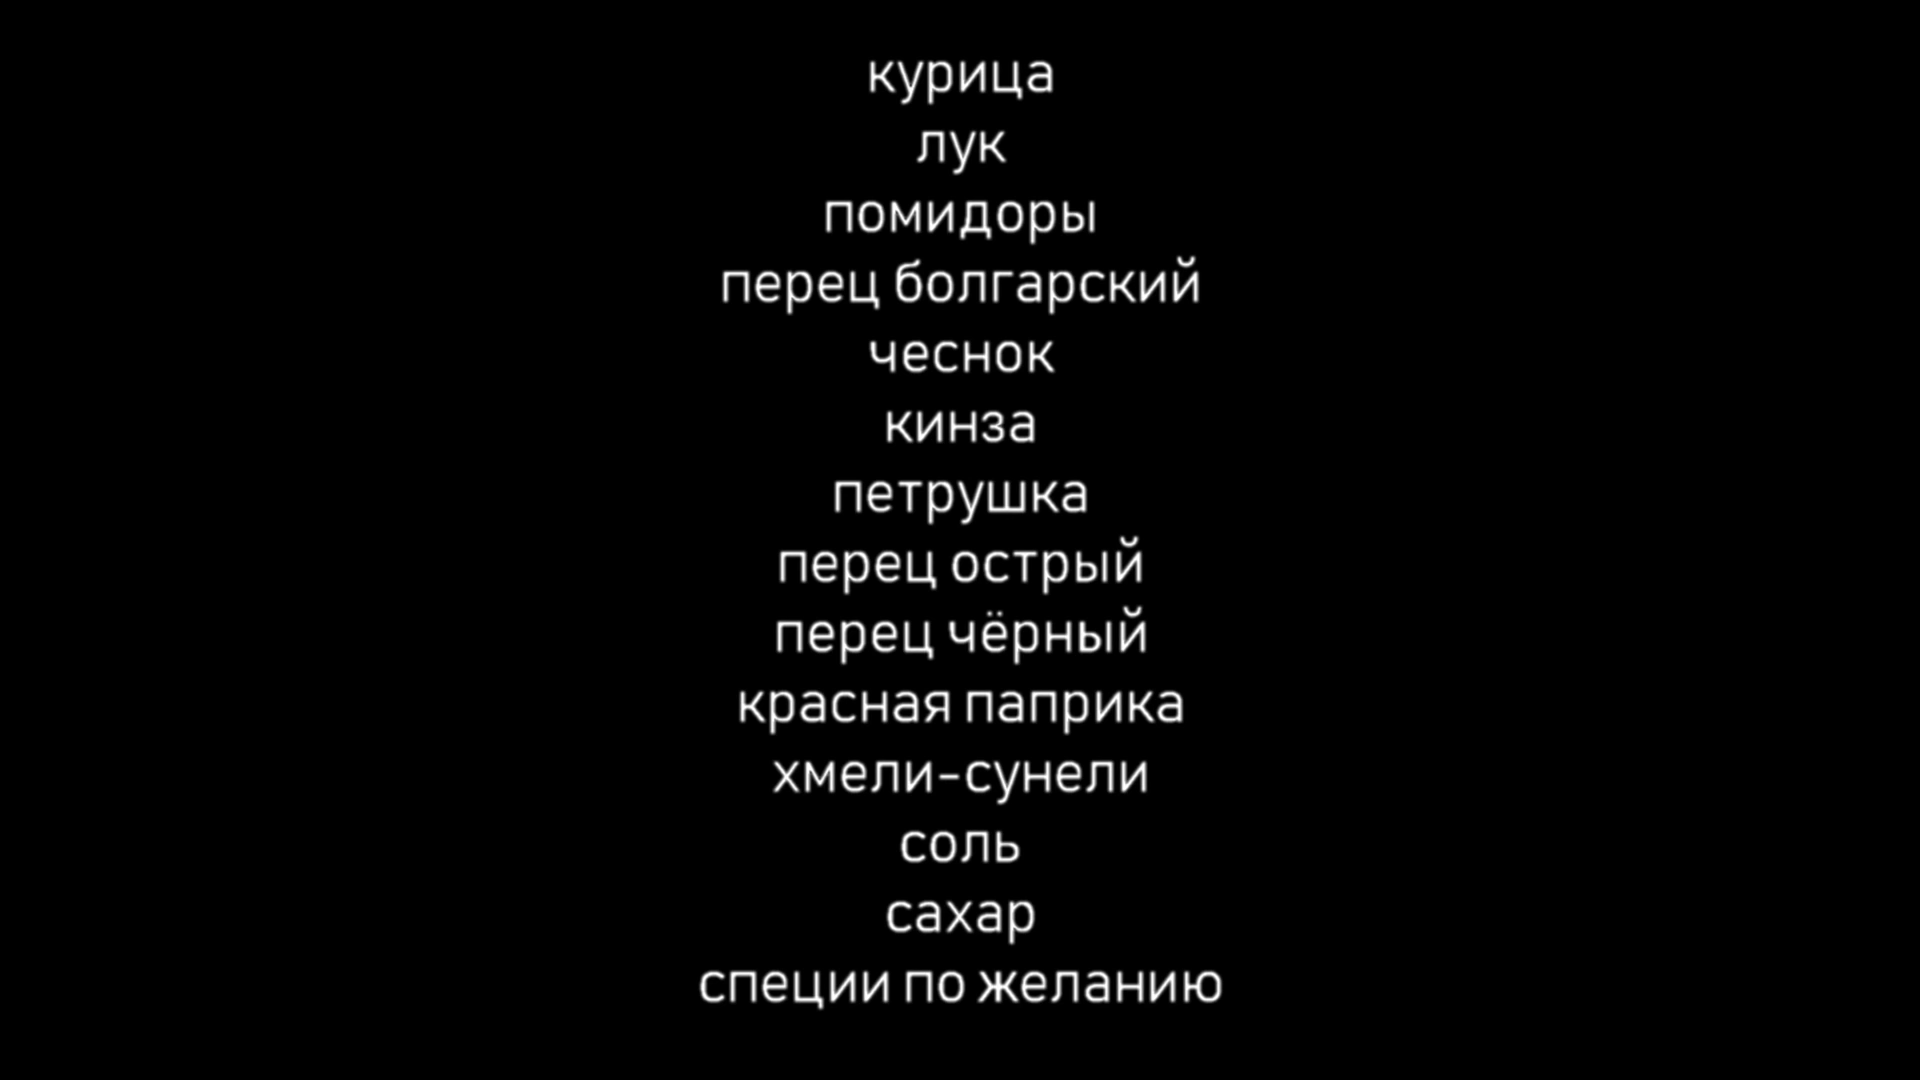 курица
лук
помидоры
перец болгарский
чеснок
кинза
петрушка
перец острый
перец чёрный
красная паприка
хмели-сунели
соль
сахар
специи по желанию